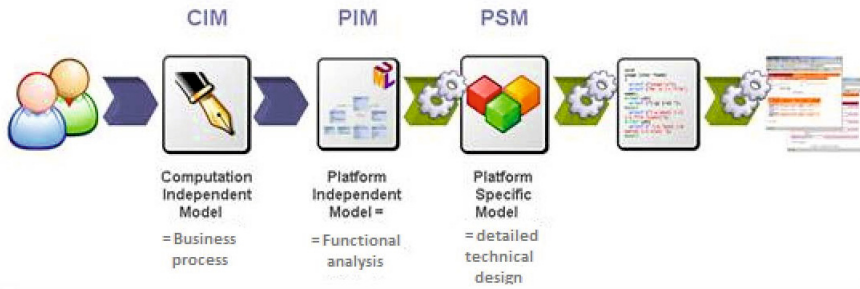 CIM
PIM
PSM
UML
Computation
Independent
Model
= Business
process
Platform
Independent
Model =
= Functional
analysis
Platform
Specific
Model
= detailed
technical
design